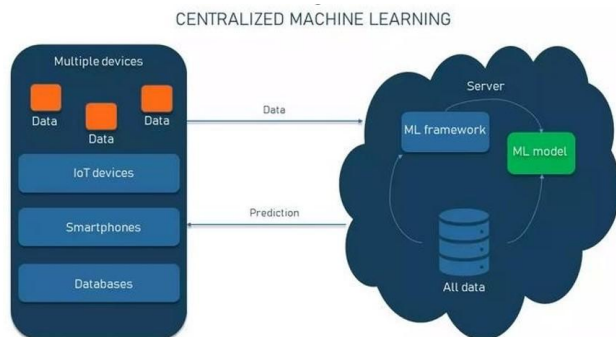 CENTRALIZED MACHINE LEARNING
Multiple devices
Data
Data
Data
IoT devices
Smartphones
Databases
Data
Prediction
Server
ML framework
ML model
All data